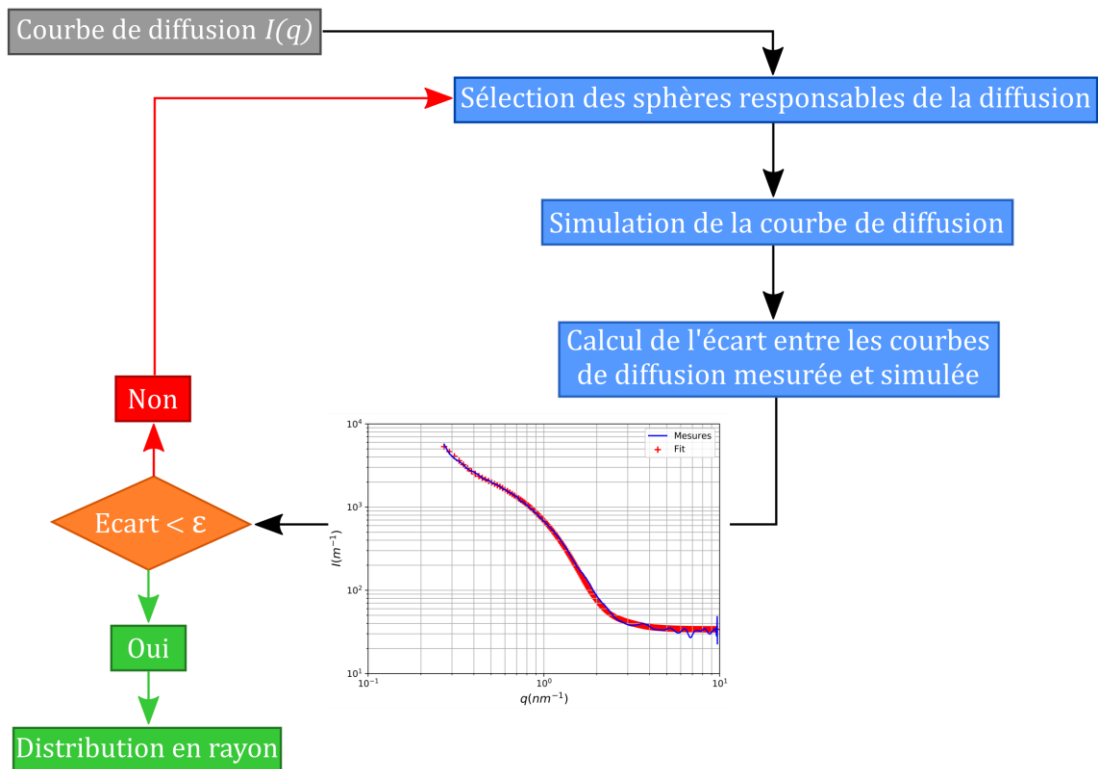 Courbe de diffusion I(q)
Sélection des sphères responsables de la diffusion
Simulation de la courbe de diffusion
Calcul de l'écart entre les courbes
de diffusion mesurée et simulée
Non
Ecart < ε
Oui
Distribution en rayon
Mesures
Fit
10⁴
10³
10²
10¹
I(m⁻¹)
10⁻¹
10⁰
10¹
q(nm⁻¹)